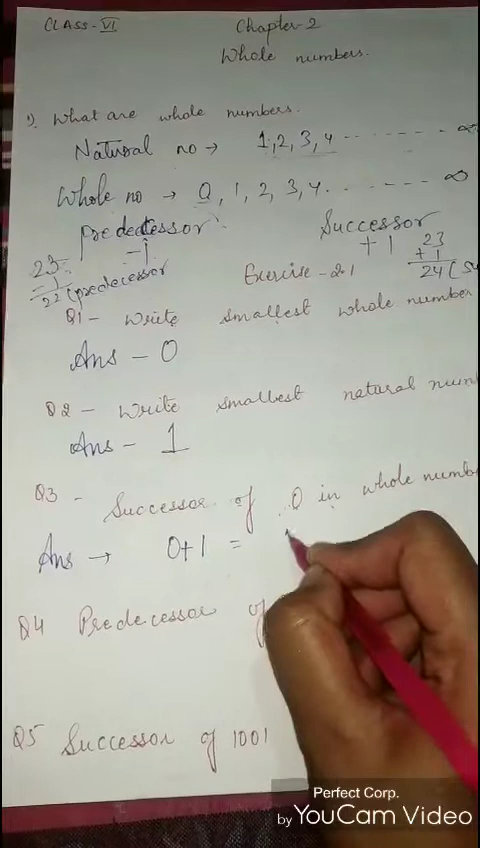 CLASS-VI
Chapter-2
Whole numbers.
1). What are whole numbers.
Natural no → 1,2,3,4 ------- ∞
Whole no → 0, 1, 2, 3, 4. ------- ∞
Predecessor
-1
Successor
+1
23
-1
22 (predecessor
23
+1
24 (Su
Exercise-2.1
Q1- Write smallest whole number
Ans - 0
Q2 - Write smallest natural num
Ans - 1
Q3 - Successor of 0 in whole numbe
Ans → 0+1 =
Q4 Predecessor of
Q5 Successor of 1001
Perfect Corp.
by YouCam Video